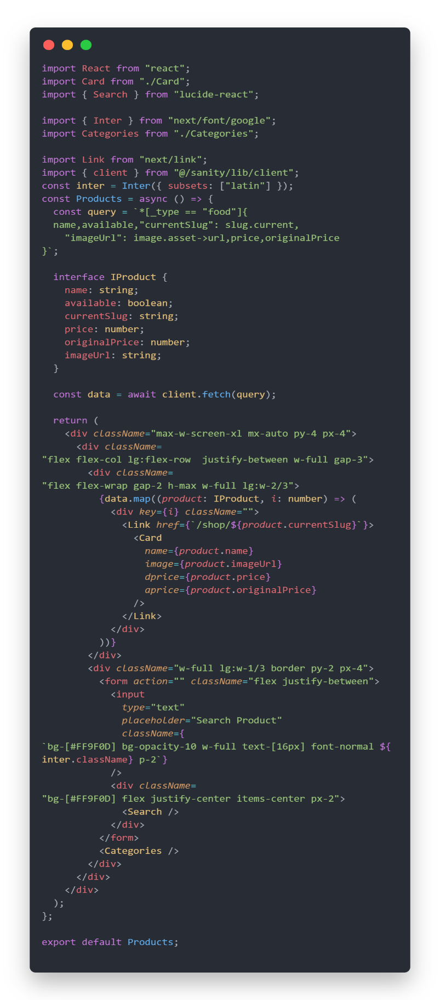 import React from "react";
import Card from "./Card";
import { Search } from "lucide-react";

import { Inter } from "next/font/google";
import Categories from "./Categories";

import Link from "next/link";
import { client } from "@/sanity/lib/client";
const inter = Inter({ subsets: ["latin"] });
const Products = async () => {
  const query = `*[_type == "food"]{
  name,available,"currentSlug": slug.current,
    "imageUrl": image.asset->url,price,originalPrice
}`;

  interface IProduct {
    name: string;
    available: boolean;
    currentSlug: string;
    price: number;
    originalPrice: number;
    imageUrl: string;
  }

  const data = await client.fetch(query);

  return (
    <div className="max-w-screen-xl mx-auto py-4 px-4">
      <div className=
"flex flex-col lg:flex-row  justify-between w-full gap-3">
        <div className=
"flex flex-wrap gap-2 h-max w-full lg:w-2/3">
          {data.map((product: IProduct, i: number) => (
            <div key={i} className="">
              <Link href={`/shop/${product.currentSlug}`}>
                <Card
                  name={product.name}
                  image={product.imageUrl}
                  dprice={product.price}
                  aprice={product.originalPrice}
                />
              </Link>
            </div>
          ))}
        </div>
        <div className="w-full lg:w-1/3 border py-2 px-4">
          <form action="" className="flex justify-between">
            <input
              type="text"
              placeholder="Search Product"
              className={
`bg-[#FF9F0D] bg-opacity-10 w-full text-[16px] font-normal ${
inter.className} p-2`}
            />
            <div className=
"bg-[#FF9F0D] flex justify-center items-center px-2">
              <Search />
            </div>
          </form>
          <Categories />
        </div>
      </div>
    </div>
  );
};

export default Products;